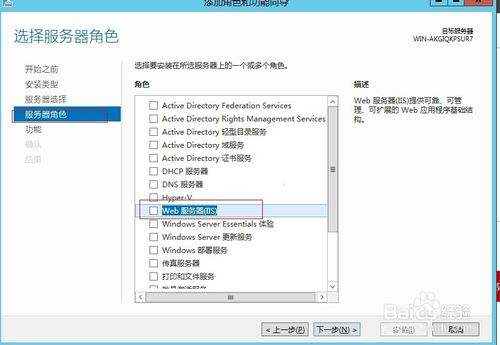 添加角色和功能向导
选择服务器角色
目标服务器
WIN-AKGIQKPSUR7
开始之前
安装类型
服务器选择
服务器角色
功能
确认
结果
选择要安装在所选服务器上的一个或多个角色。
角色
Active Directory Federation Services
Active Directory Rights Management Services
Active Directory 轻型目录服务
Active Directory 域服务
Active Directory 证书服务
DHCP 服务器
DNS 服务器
Hyper-V
Web 服务器(IIS)
Windows Server Essentials 体验
Windows Server 更新服务
Windows 部署服务
传真服务器
打印和文件服务
描述
Web 服务器(IIS)提供可靠、可管
理、可扩展的 Web 应用程序基础结
构。
< 上一步(P)
下一步(N) >
安装(I)
取消
Baidu 经验